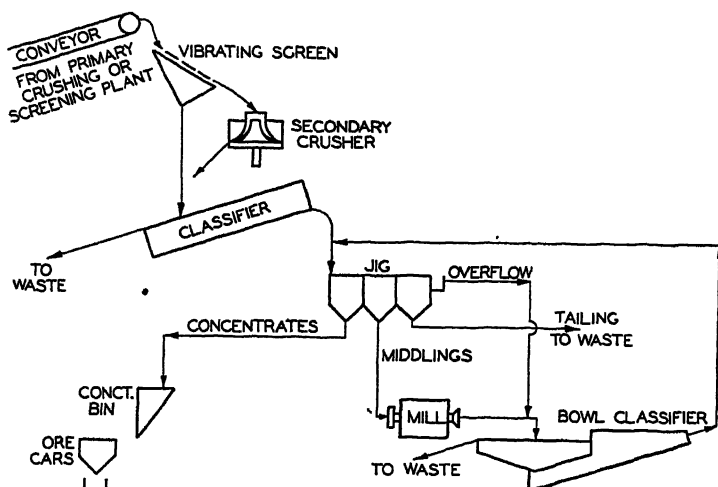 CONVEYOR
FROM PRIMARY
CRUSHING OR
SCREENING PLANT
VIBRATING SCREEN
SECONDARY
CRUSHER
CLASSIFIER
TO
WASTE
JIG
OVERFLOW
CONCENTRATES
TAILING
TO WASTE
MIDDLINGS
CONCT.
BIN
MILL
BOWL CLASSIFIER
ORE
CARS
TO WASTE